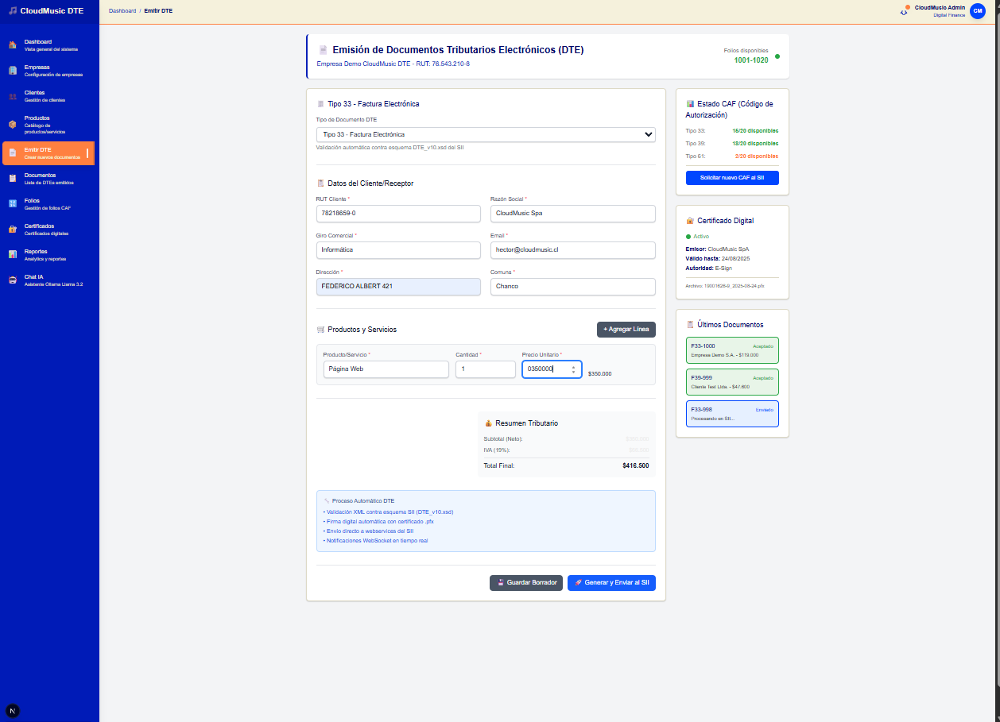 CloudMusic DTE
Dashboard / Emitir DTE
CloudMusic Admin
Digital Finance
CM
Dashboard
Vista general del sistema
Empresas
Configuración de empresas
Clientes
Gestión de clientes
Productos
Catálogo de
productos/servicios
Emitir DTE
Crear nuevos documentos
Documentos
Lista de DTEs emitidos
Folios
Gestión de folios CAF
Certificados
Certificados digitales
Reportes
Analytics y reportes
Chat IA
Asistente Ollama Llama 3.2
N
Emisión de Documentos Tributarios Electrónicos (DTE)
Empresa Demo CloudMusic DTE - RUT: 76.543.210-8
Folios disponibles
1001-1020
Tipo 33 - Factura Electrónica
Tipo de Documento DTE
Tipo 33 - Factura Electrónica
Validación automática contra esquema DTE_v10.xsd del SII
Datos del Cliente/Receptor
RUT Cliente *
Razón Social *
78218659-0
CloudMusic Spa
Giro Comercial *
Email *
Informática
hector@cloudmusic.cl
Dirección *
Comuna *
FEDERICO ALBERT 421
Chanco
Productos y Servicios
+ Agregar Línea
Producto/Servicio *
Cantidad *
Precio Unitario *
Página Web
1
0350000
$350.000
Resumen Tributario
Subtotal (Neto):
IVA (19%):
Total Final:
$416.500
Proceso Automático DTE
• Validación XML contra esquema SII (DTE_v10.xsd)
• Firma digital automática con certificado .pfx
• Envío directo a webservices del SII
• Notificaciones WebSocket en tiempo real
Guardar Borrador
Generar y Enviar al SII
Estado CAF (Código de
Autorización)
Tipo 33:
15/20 disponibles
Tipo 39:
18/20 disponibles
Tipo 61:
2/20 disponibles
Solicitar nuevo CAF al SII
Certificado Digital
Activo
Emisor: CloudMusic SpA
Válido hasta: 24/08/2025
Autoridad: E-Sign
Archivo: 19001626-9_2025-08-24.pfx
Últimos Documentos
F33-1000
Aceptado
Empresa Demo S.A. - $119.000
F39-999
Aceptado
Cliente Test Ltda. - $47.600
F33-998
Enviado
Procesando en SII...